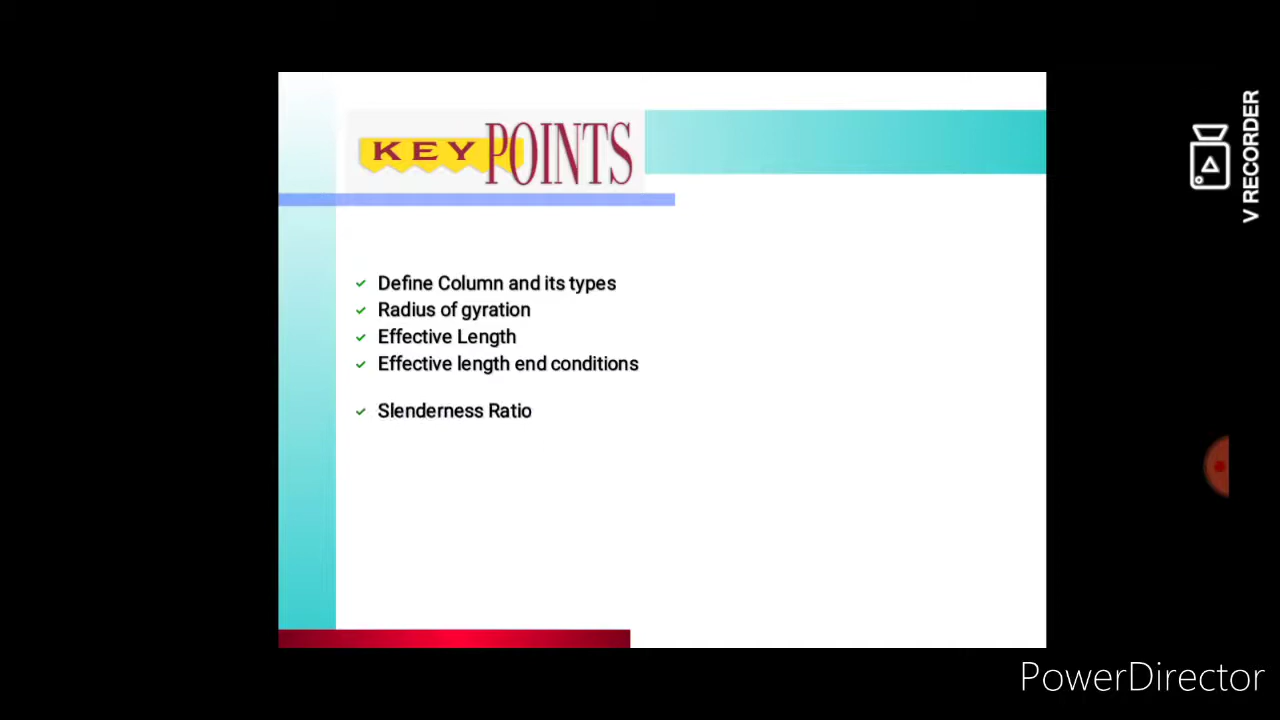 KEY POINTS
Define Column and its types
Radius of gyration
Effective Length
Effective length end conditions
Slenderness Ratio
V RECORDER
PowerDirector